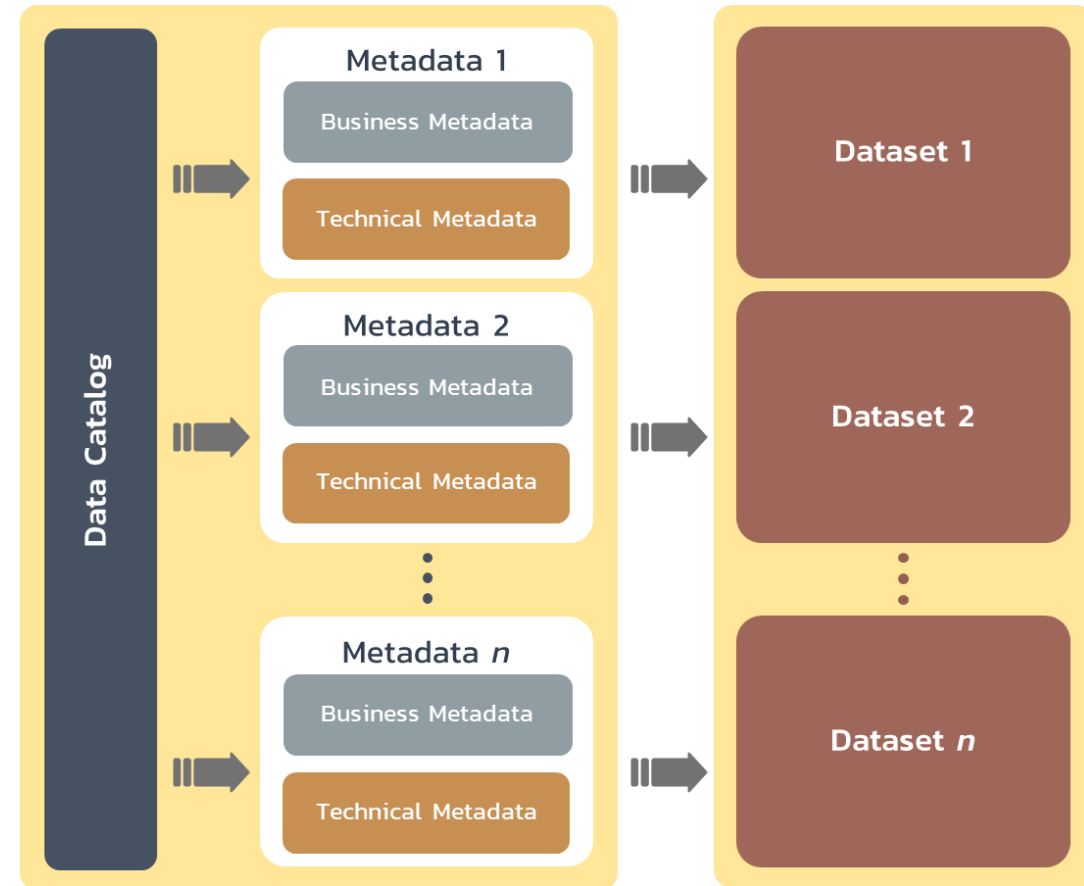 Data Catalog
Metadata 1
Business Metadata
Technical Metadata
Dataset 1
Metadata 2
Business Metadata
Technical Metadata
Dataset 2
Metadata n
Business Metadata
Technical Metadata
Dataset n